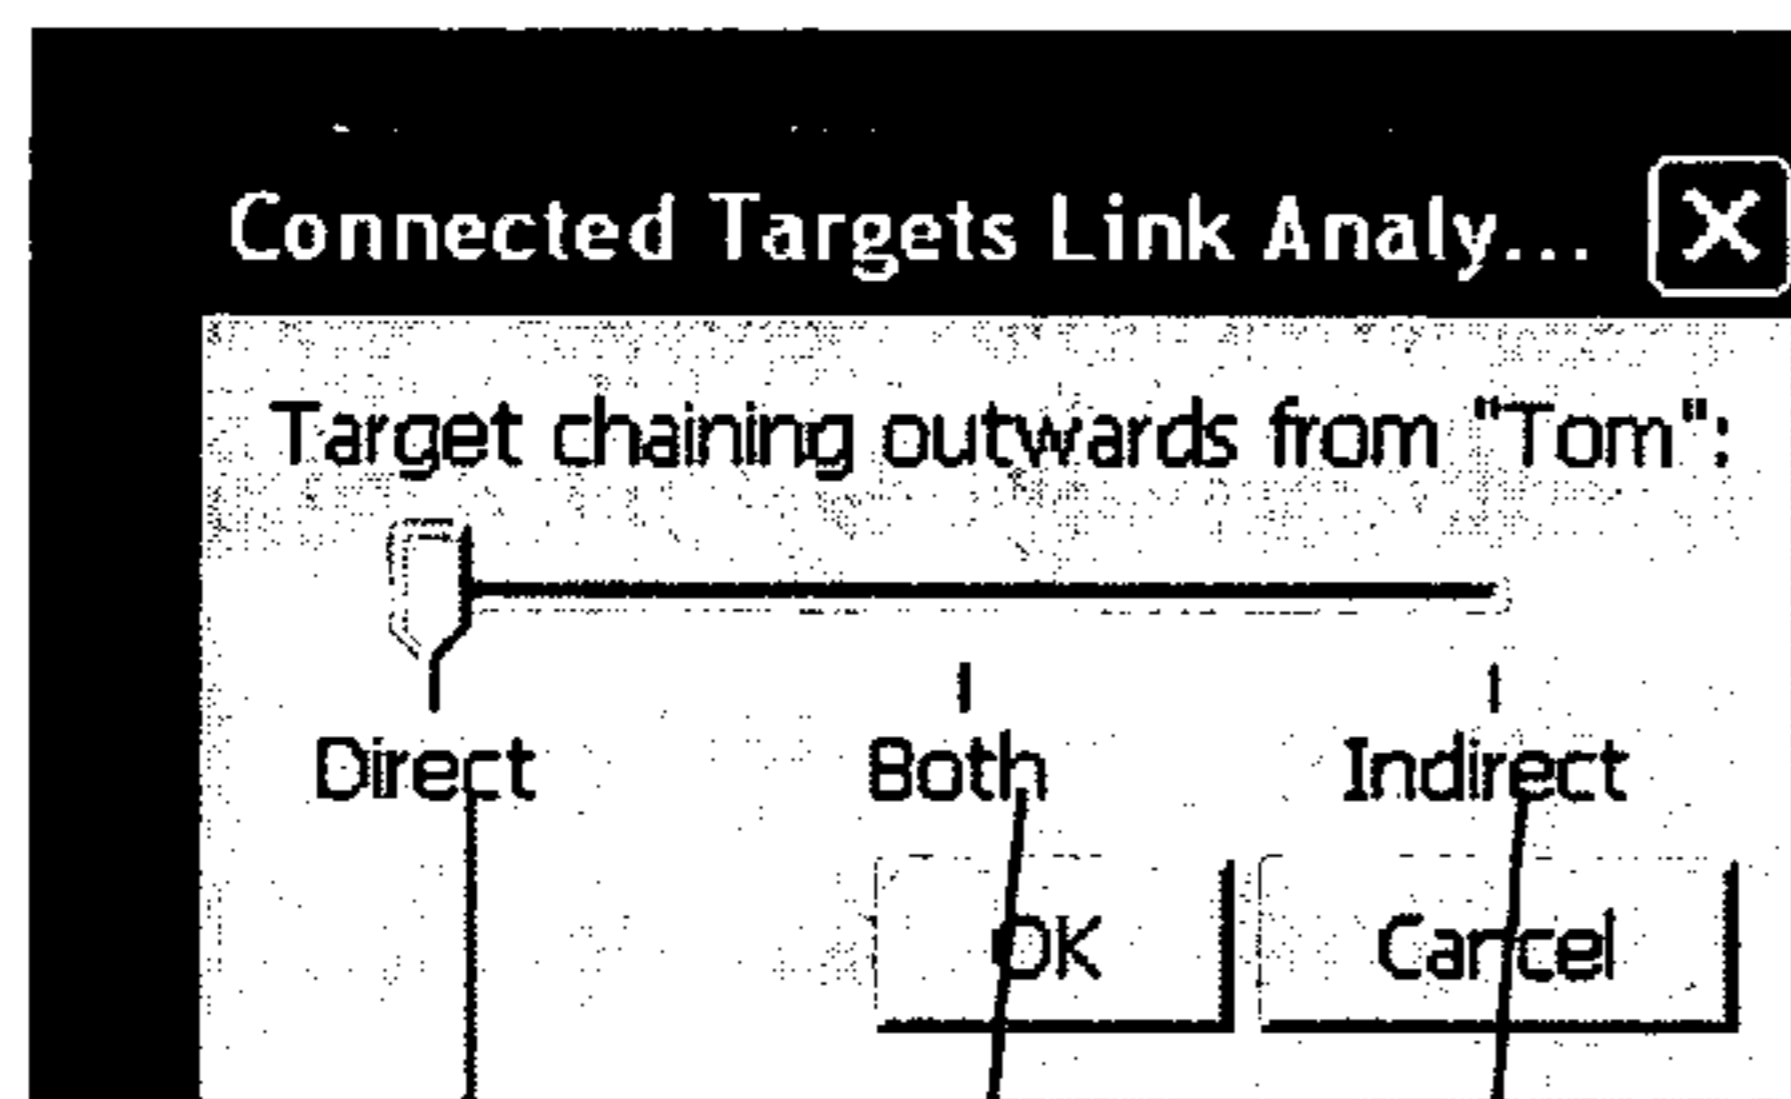 Connected Targets Link Analy...
Target chaining outwards from "Tom":
Direct Both Indirect
OK Cancel